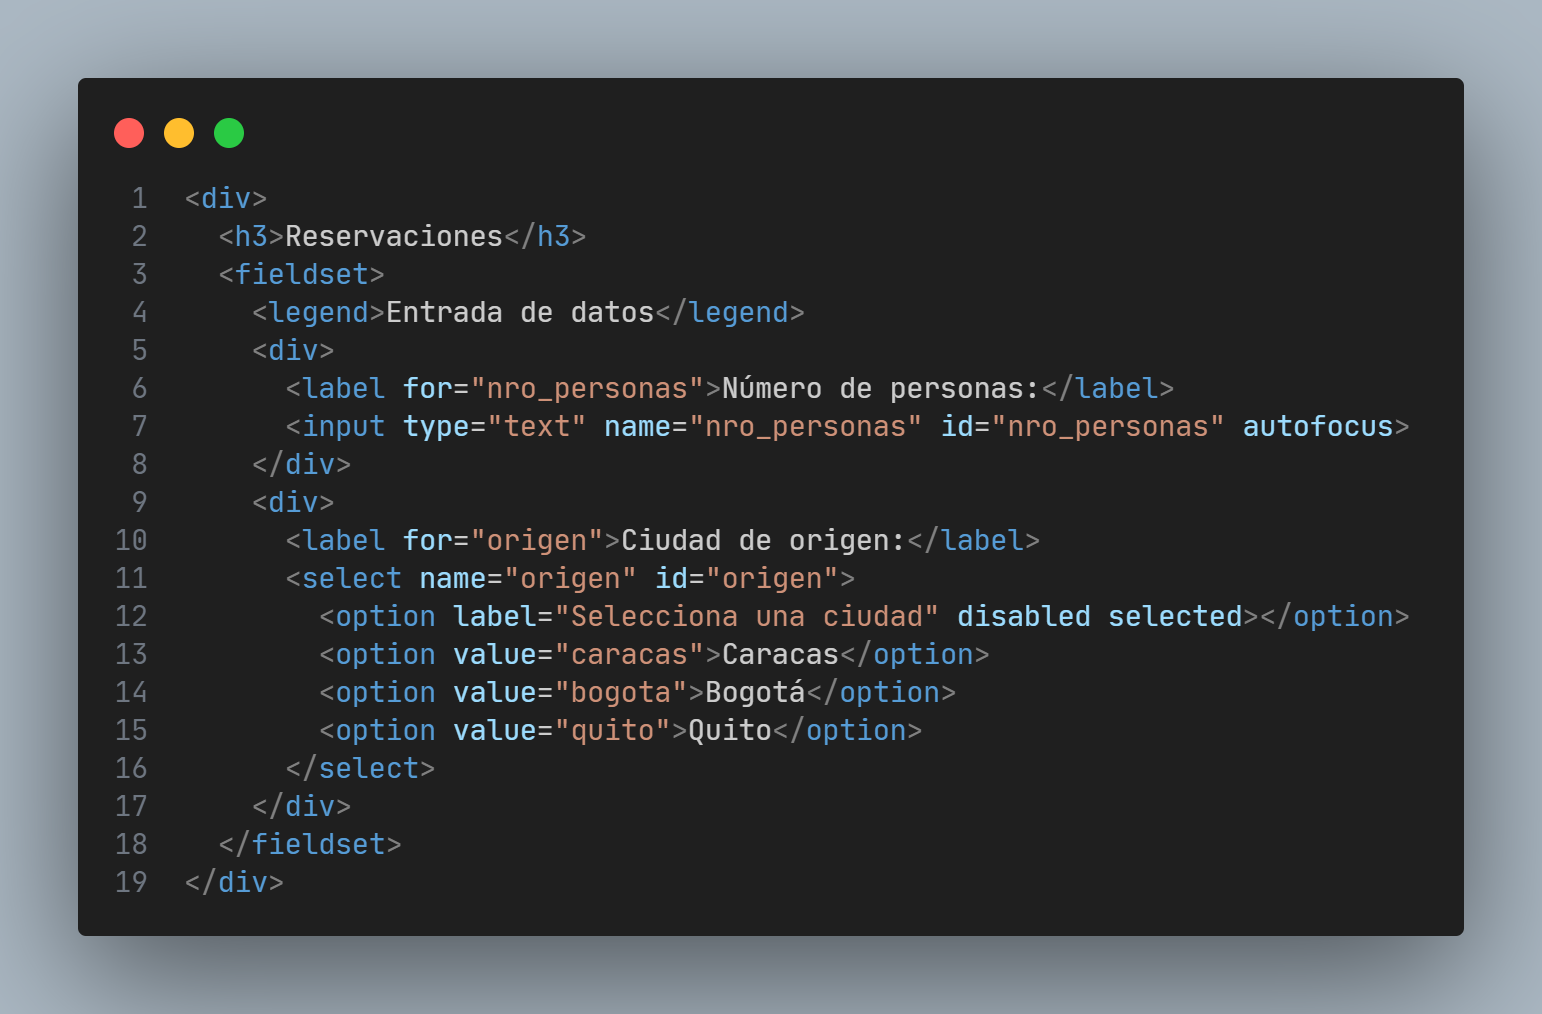 1 <div>
2   <h3>Reservaciones</h3>
3   <fieldset>
4     <legend>Entrada de datos</legend>
5     <div>
6       <label for="nro_personas">Número de personas:</label>
7       <input type="text" name="nro_personas" id="nro_personas" autofocus>
8     </div>
9     <div>
10       <label for="origen">Ciudad de origen:</label>
11       <select name="origen" id="origen">
12         <option label="Selecciona una ciudad" disabled selected></option>
13         <option value="caracas">Caracas</option>
14         <option value="bogota">Bogotá</option>
15         <option value="quito">Quito</option>
16       </select>
17     </div>
18   </fieldset>
19 </div>